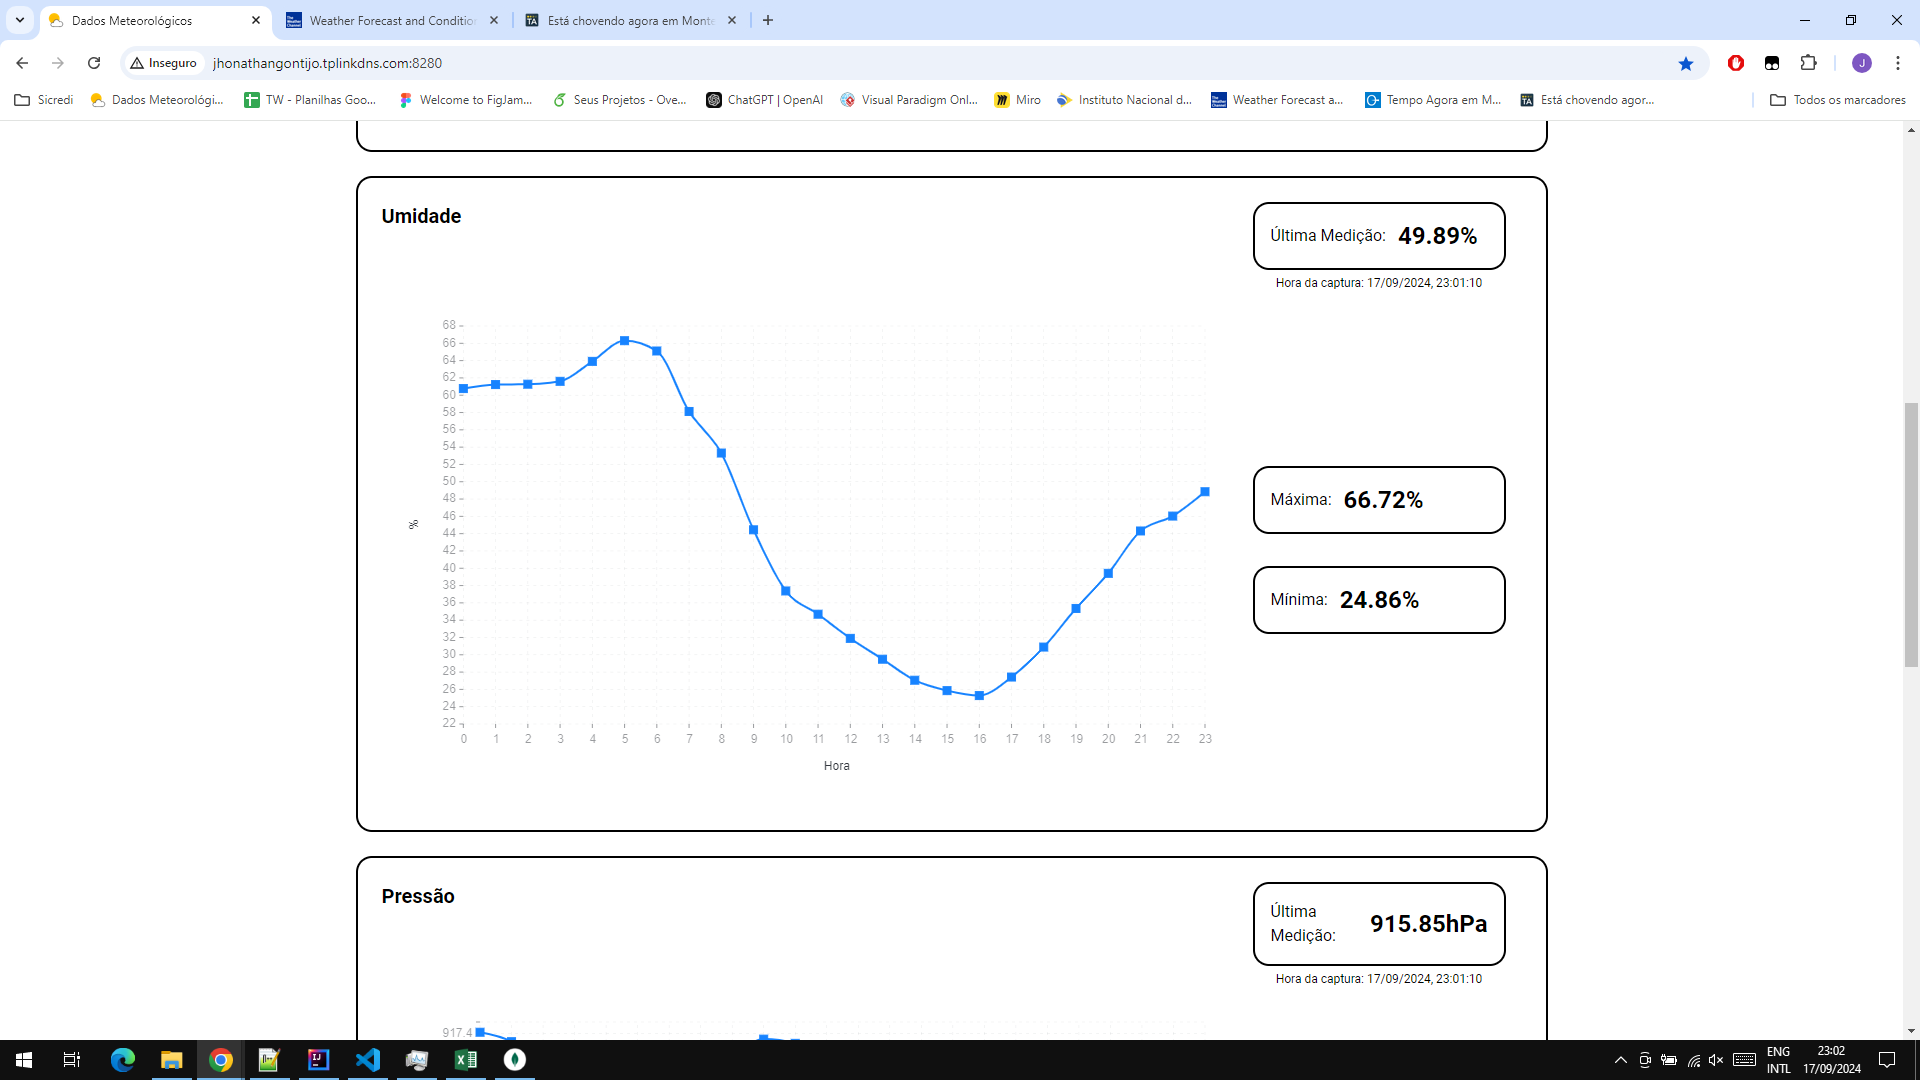 Dados Meteorológicos
Weather Forecast and Conditio
Está chovendo agora em Monte
Inseguro
jhonathangontijo.tplinkdns.com:8280
J
Sicredi
Dados Meteorológi...
TW - Planilhas Goo...
Welcome to FigJam...
Seus Projetos - Ove...
ChatGPT | OpenAI
Visual Paradigm Onl...
Miro
Instituto Nacional d...
Weather Forecast a...
Tempo Agora em M...
Está chovendo agor...
Todos os marcadores
Umidade
Última Medição: 49.89%
Hora da captura: 17/09/2024, 23:01:10
68
66
64
62
60
58
56
54
52
50
48
46
44
42
40
38
36
34
32
30
28
26
24
22
%
0 1 2 3 4 5 6 7 8 9 10 11 12 13 14 15 16 17 18 19 20 21 22 23
Hora
Máxima: 66.72%
Mínima: 24.86%
Pressão
Última
Medição:
915.85hPa
Hora da captura: 17/09/2024, 23:01:10
917.4
ENG
INTL
23:02
17/09/2024